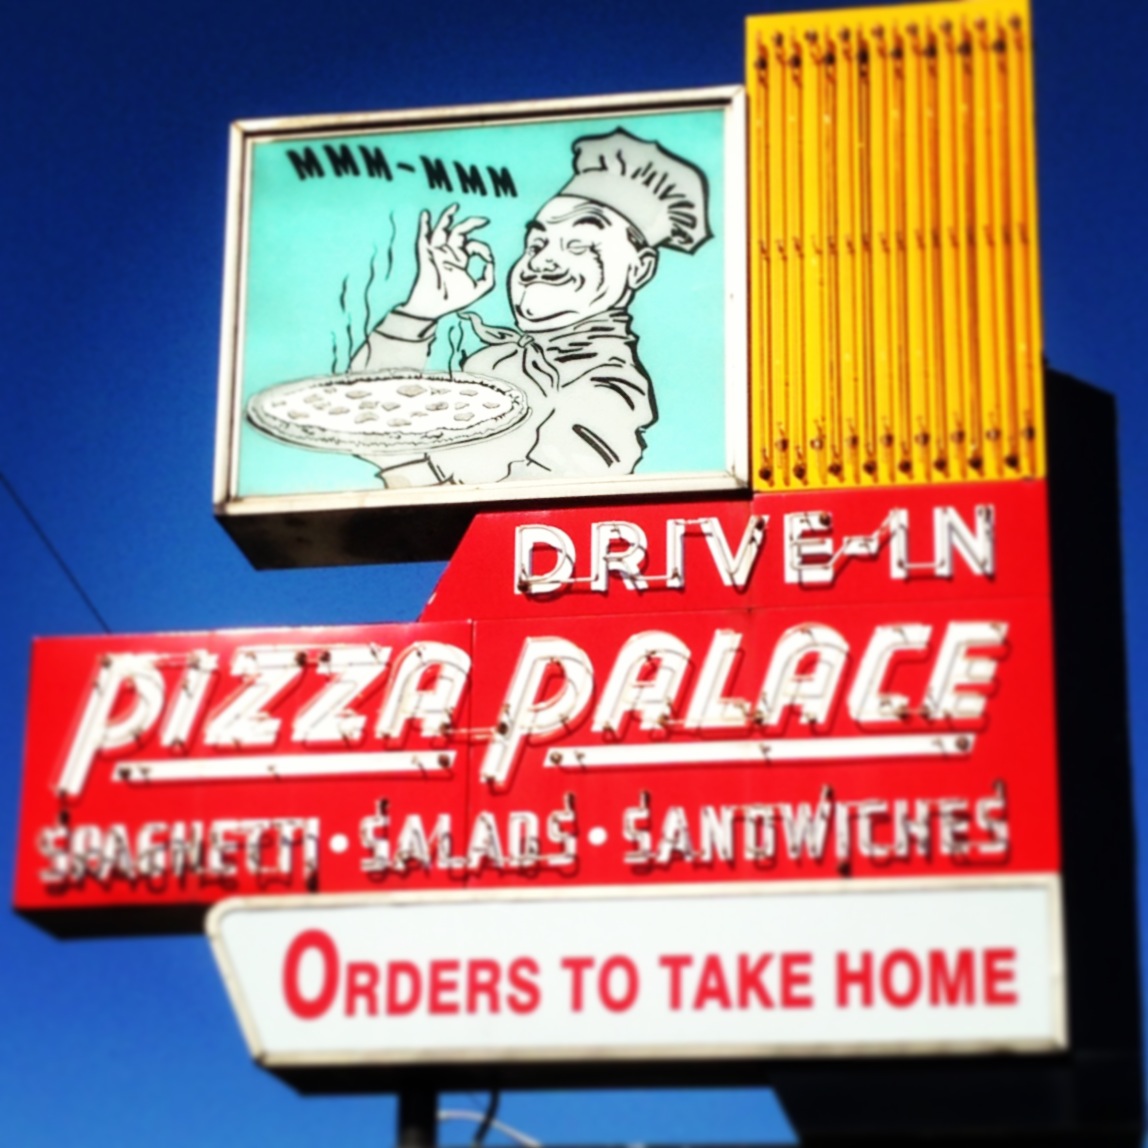 MMM-MMM
DRIVE-IN
PIZZA PALACE
SPAGHETTI • SALADS • SANDWICHES
ORDERS TO TAKE HOME